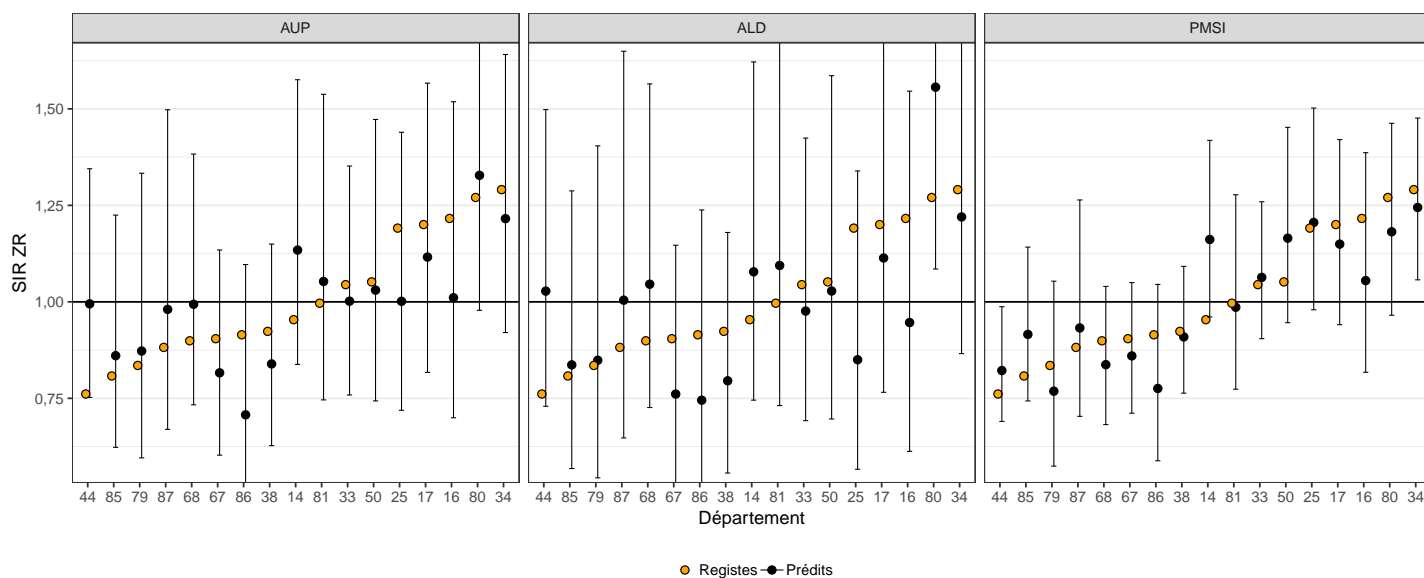 AUP ALD PMSI
SIR ZR
1,50
1,25
1,00
0,75
44 85 79 87 68 67 86 38 14 81 33 50 25 17 16 80 34 44 85 79 87 68 67 86 38 14 81 33 50 25 17 16 80 34 44 85 79 87 68 67 86 38 14 81 33 50 25 17 16 80 34
Département
Registes Prédits